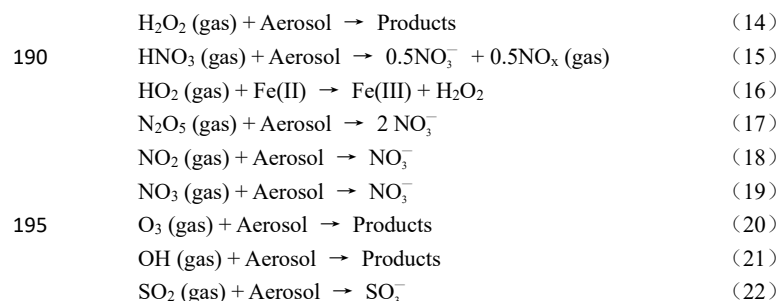 H₂O₂ (gas) + Aerosol → Products （14）
190 HNO₃ (gas) + Aerosol → 0.5NO₃⁻ + 0.5NOₓ (gas) （15）
HO₂ (gas) + Fe(II) → Fe(III) + H₂O₂ （16）
N₂O₅ (gas) + Aerosol → 2 NO₃⁻ （17）
NO₂ (gas) + Aerosol → NO₃⁻ （18）
NO₃ (gas) + Aerosol → NO₃⁻ （19）
195 O₃ (gas) + Aerosol → Products （20）
OH (gas) + Aerosol → Products （21）
SO₂ (gas) + Aerosol → SO₃⁻ （22）